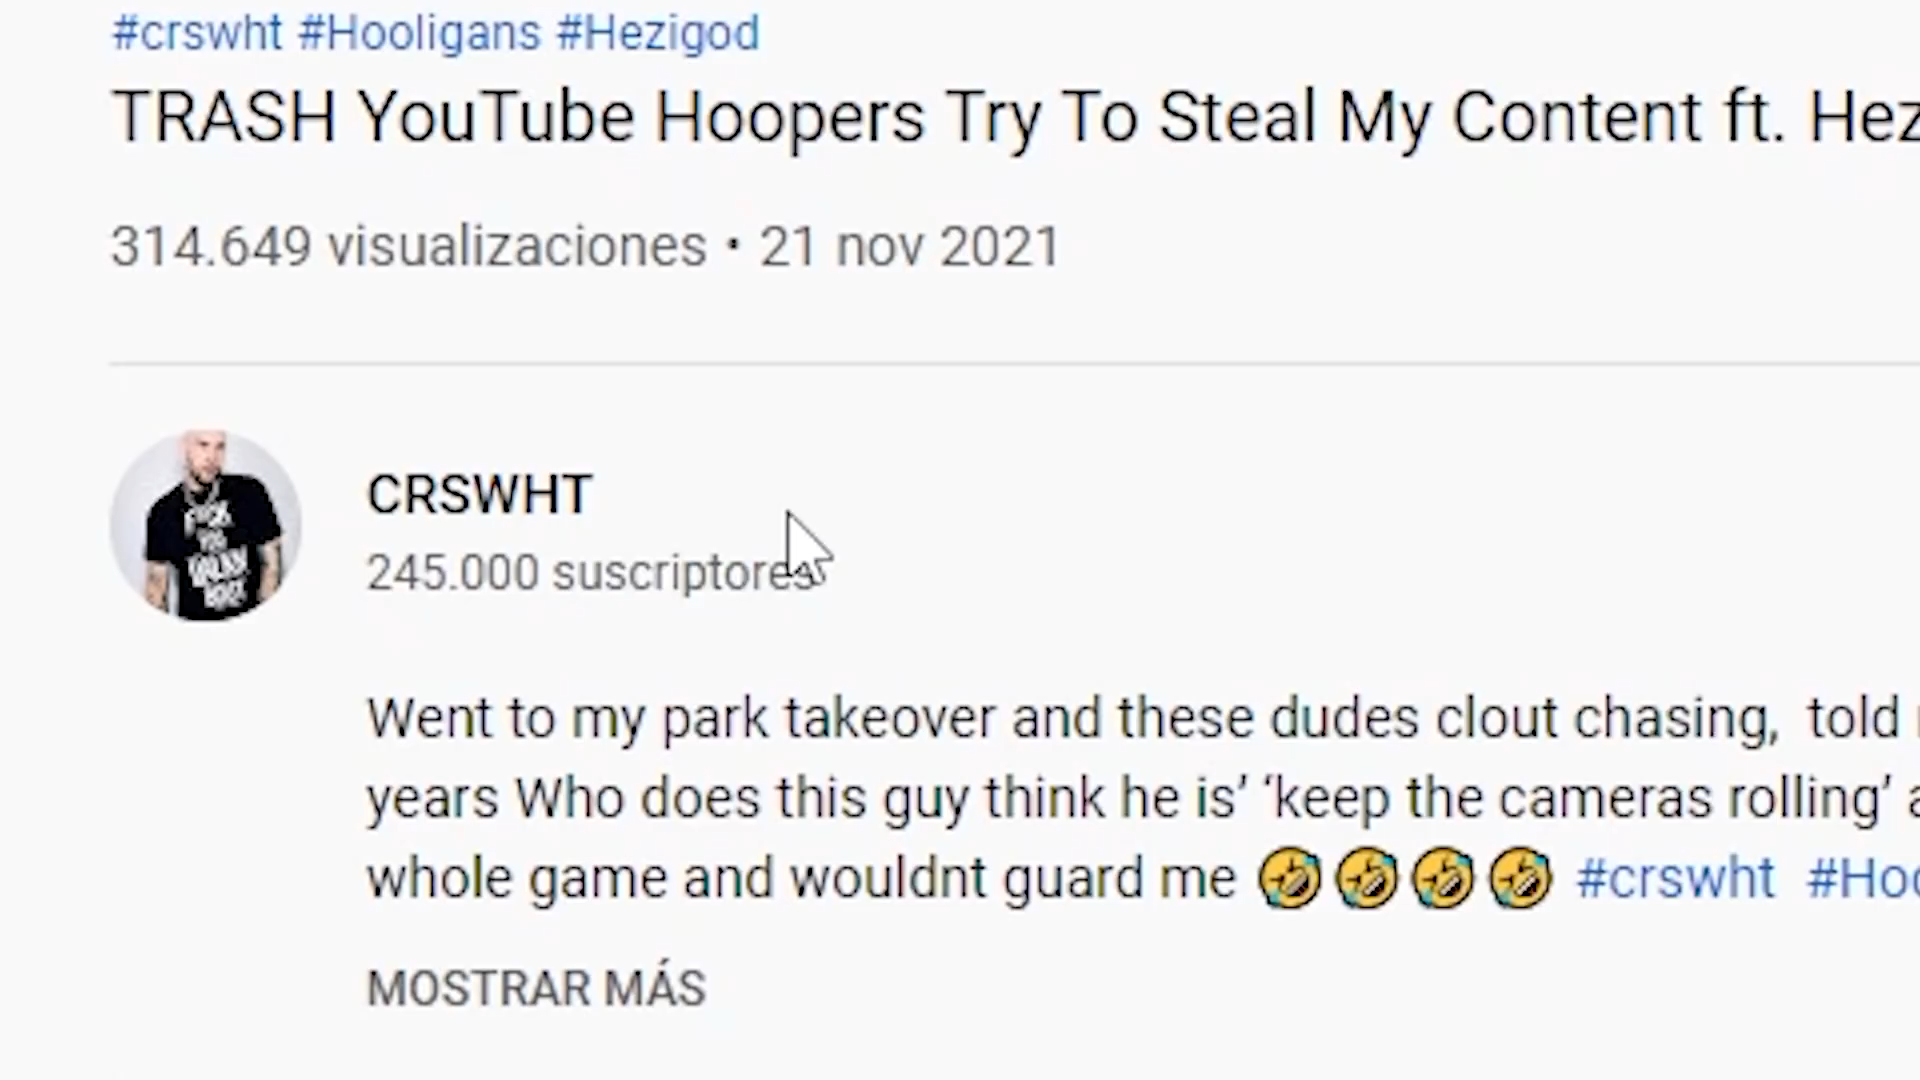 #crswht #Hooligans #Hezigod
TRASH YouTube Hoopers Try To Steal My Content ft. Hez
314.649 visualizaciones • 21 nov 2021
CRSWHT
245.000 suscriptores
Went to my park takeover and these dudes clout chasing,  told
years Who does this guy think he is’ ‘keep the cameras rolling’
whole game and wouldnt guard me 🤣🤣🤣🤣 #crswht  #Hoo
MOSTRAR MÁS